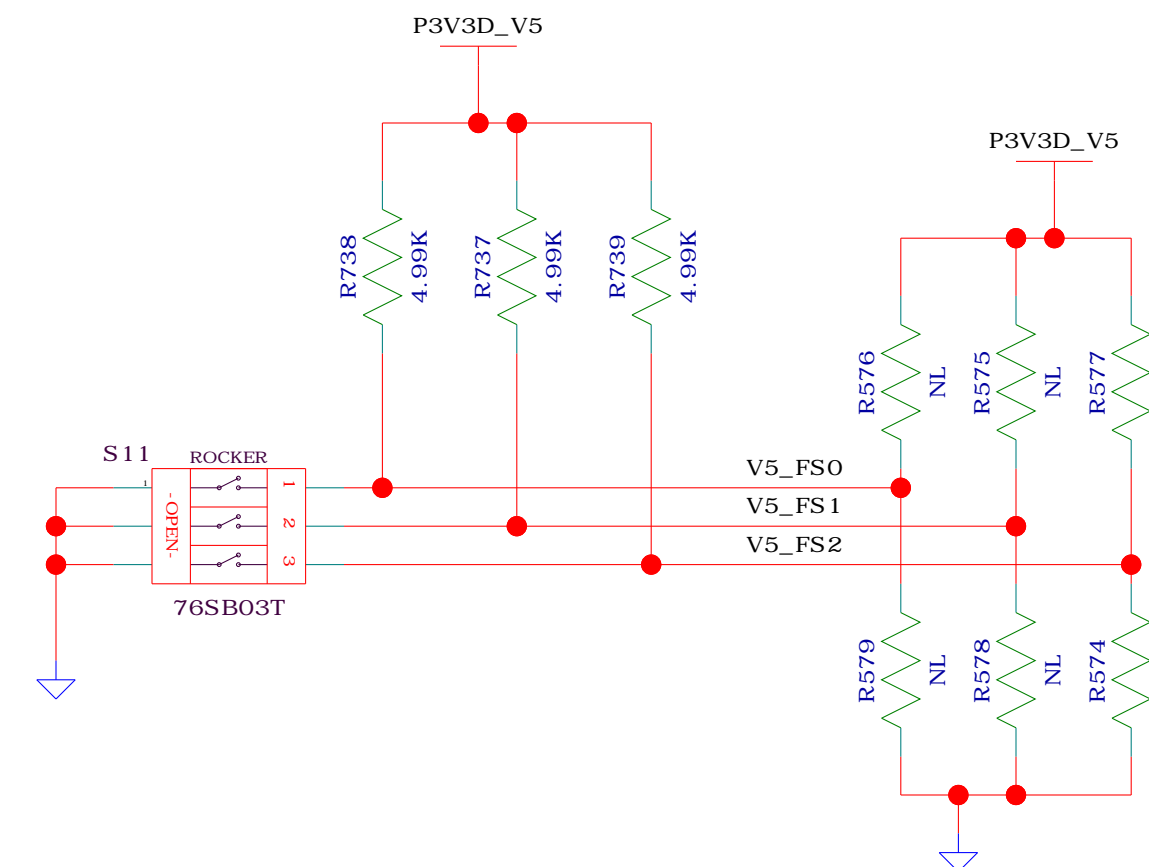 P3V3D_V5
P3V3D_V5
R738
4.99K
R737
4.99K
R739
4.99K
R576
NL
R575
NL
R577
S11
ROCKER
1
-OPEN-
1
2
3
V5_FS0
V5_FS1
V5_FS2
76SB03T
R579
NL
R578
NL
R574